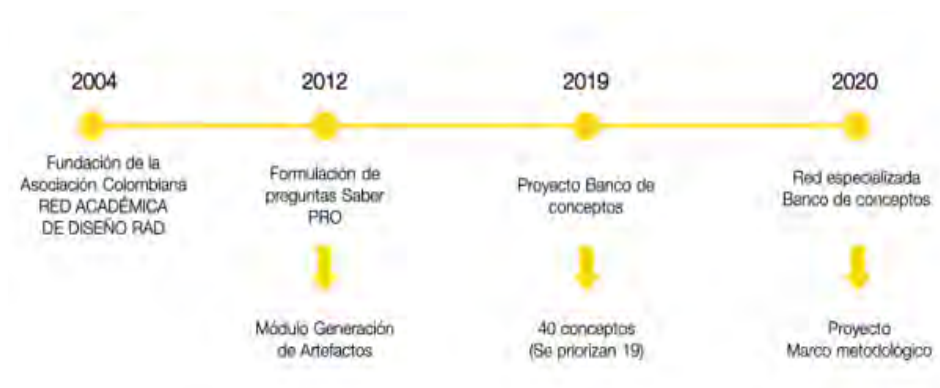 2004
2012
2019
2020
Fundación de la
Asociación Colombiana
RED ACADÉMICA
DE DISEÑO RAD
Formulación de
preguntas Saber
PRO
Proyecto Banco de
conceptos
Red especializada
Banco de conceptos
Módulo Generación
de Artefactos
40 conceptos
(Se priorizan 19)
Proyecto
Marco metodológico